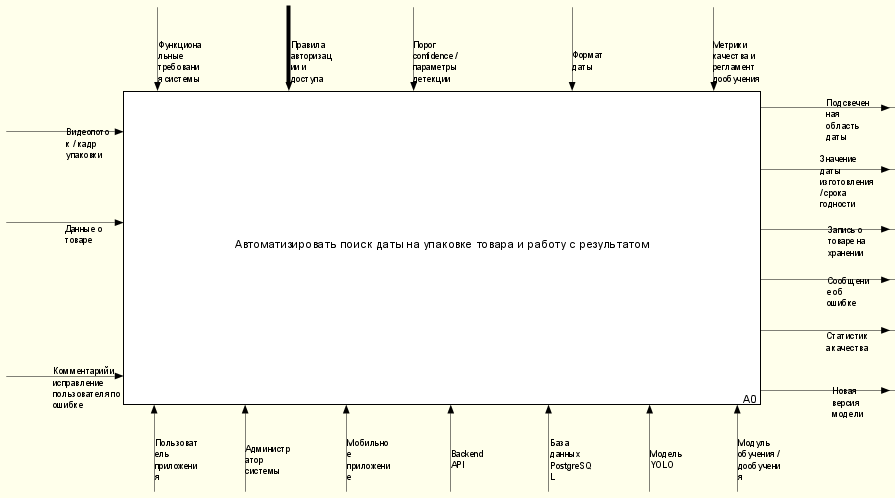 Функциона
льные
требовани
я системы
Правила
авторизац
ии и
доступа
Порог
confidence /
параметры
детекции
Формат
даты
Метрики
качества и
регламент
дообучения
Видеопото
к / кадр
упаковки
Данные о
товаре
Комментарий и
исправление
пользователя по
ошибке
Автоматизировать поиск даты на упаковке товара и работу с результатом
A0
Подсвечен
ная
область
даты
Значение
даты
изготовления
/ срока
годности
Запись о
товаре на
хранении
Сообщени
е об
ошибке
Статистик
а качества
Новая
версия
модели
Пользоват
ель
приложени
я
Администр
атор
системы
Мобильно
е
приложени
е
Backend
API
База
данных
PostgreSQ
L
Модель
YOLO
Модуль
обучения /
дообучени
я